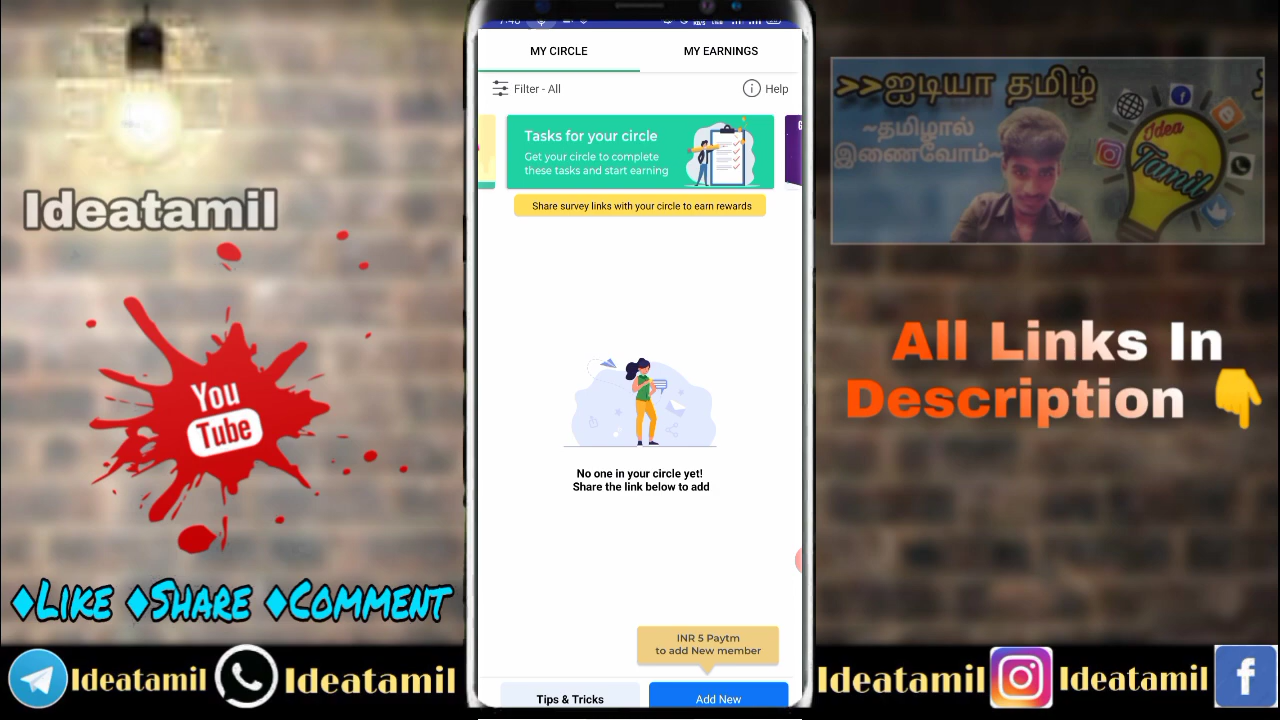 Ideatamil
You
Tube
♦LIKE ♦SHARE ♦COMMENT
Ideatamil
Ideatamil
7:46
MY CIRCLE
MY EARNINGS
Filter - All
Help
Tasks for your circle
Get your circle to complete
these tasks and start earning
Share survey links with your circle to earn rewards
No one in your circle yet!
Share the link below to add
INR 5 Paytm
to add New member
Tips & Tricks
Add New
>>ஐடியா தமிழ்
~தமிழால்
இணைவோம்~
Idea
Tamil
All Links In
Description 👇
Ideatamil
Ideatamil